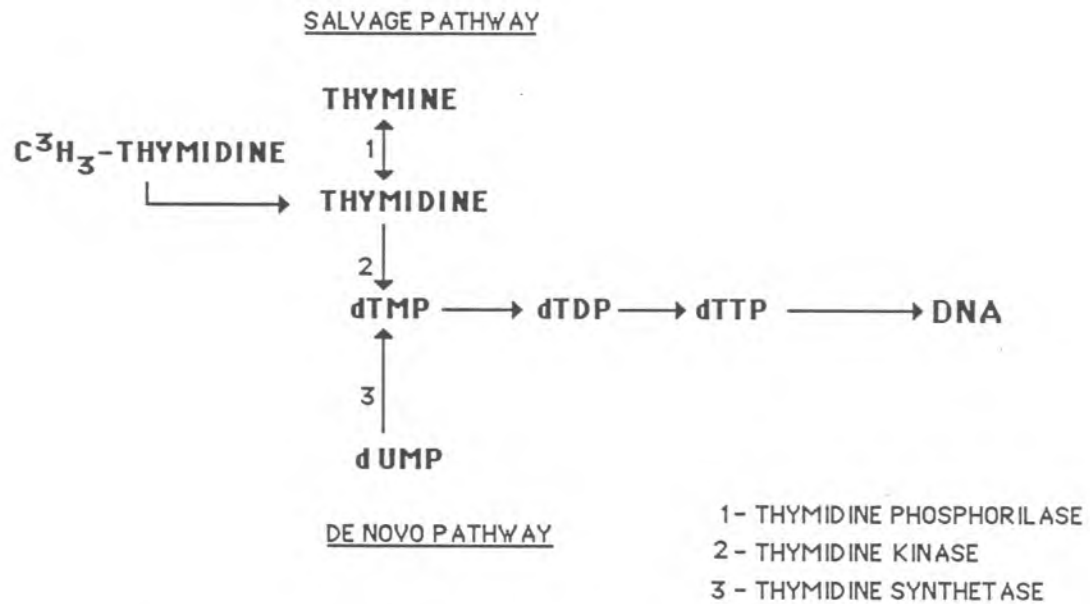 SALVAGE PATHWAY
THYMINE
C³H₃-THYMIDINE
1
THYMIDINE
2
dTMP dTDP dTTP DNA
3
dUMP
DE NOVO PATHWAY
1- THYMIDINE PHOSPHORILASE
2- THYMIDINE KINASE
3 - THYMIDINE SYNTHETASE